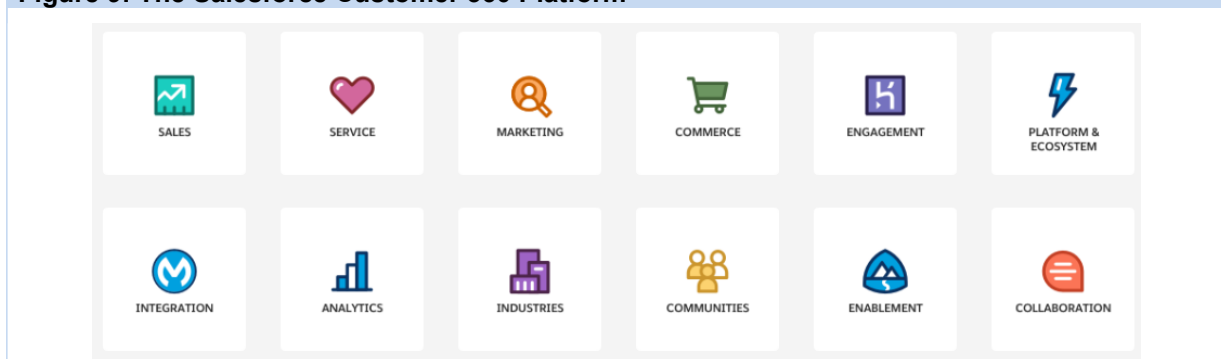 Figure 9: The Salesforce Customer 360 Platform
SALES
SERVICE
MARKETING
COMMERCE
ENGAGEMENT
PLATFORM &
ECOSYSTEM
INTEGRATION
ANALYTICS
INDUSTRIES
COMMUNITIES
ENABLEMENT
COLLABORATION